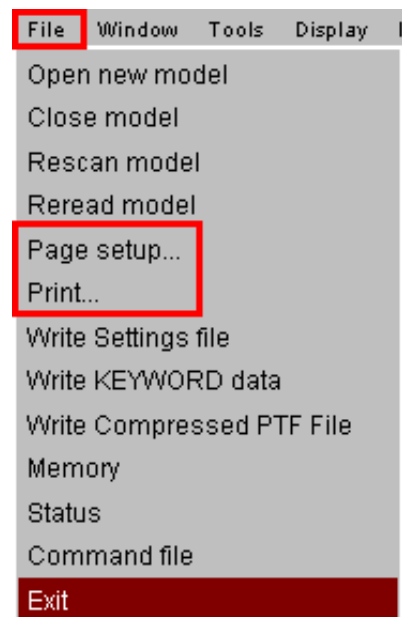 File Window Tools Display
Open new model
Close model
Rescan model
Reread model
Page setup...
Print...
Write Settings file
Write KEYWORD data
Write Compressed PTF File
Memory
Status
Command file
Exit